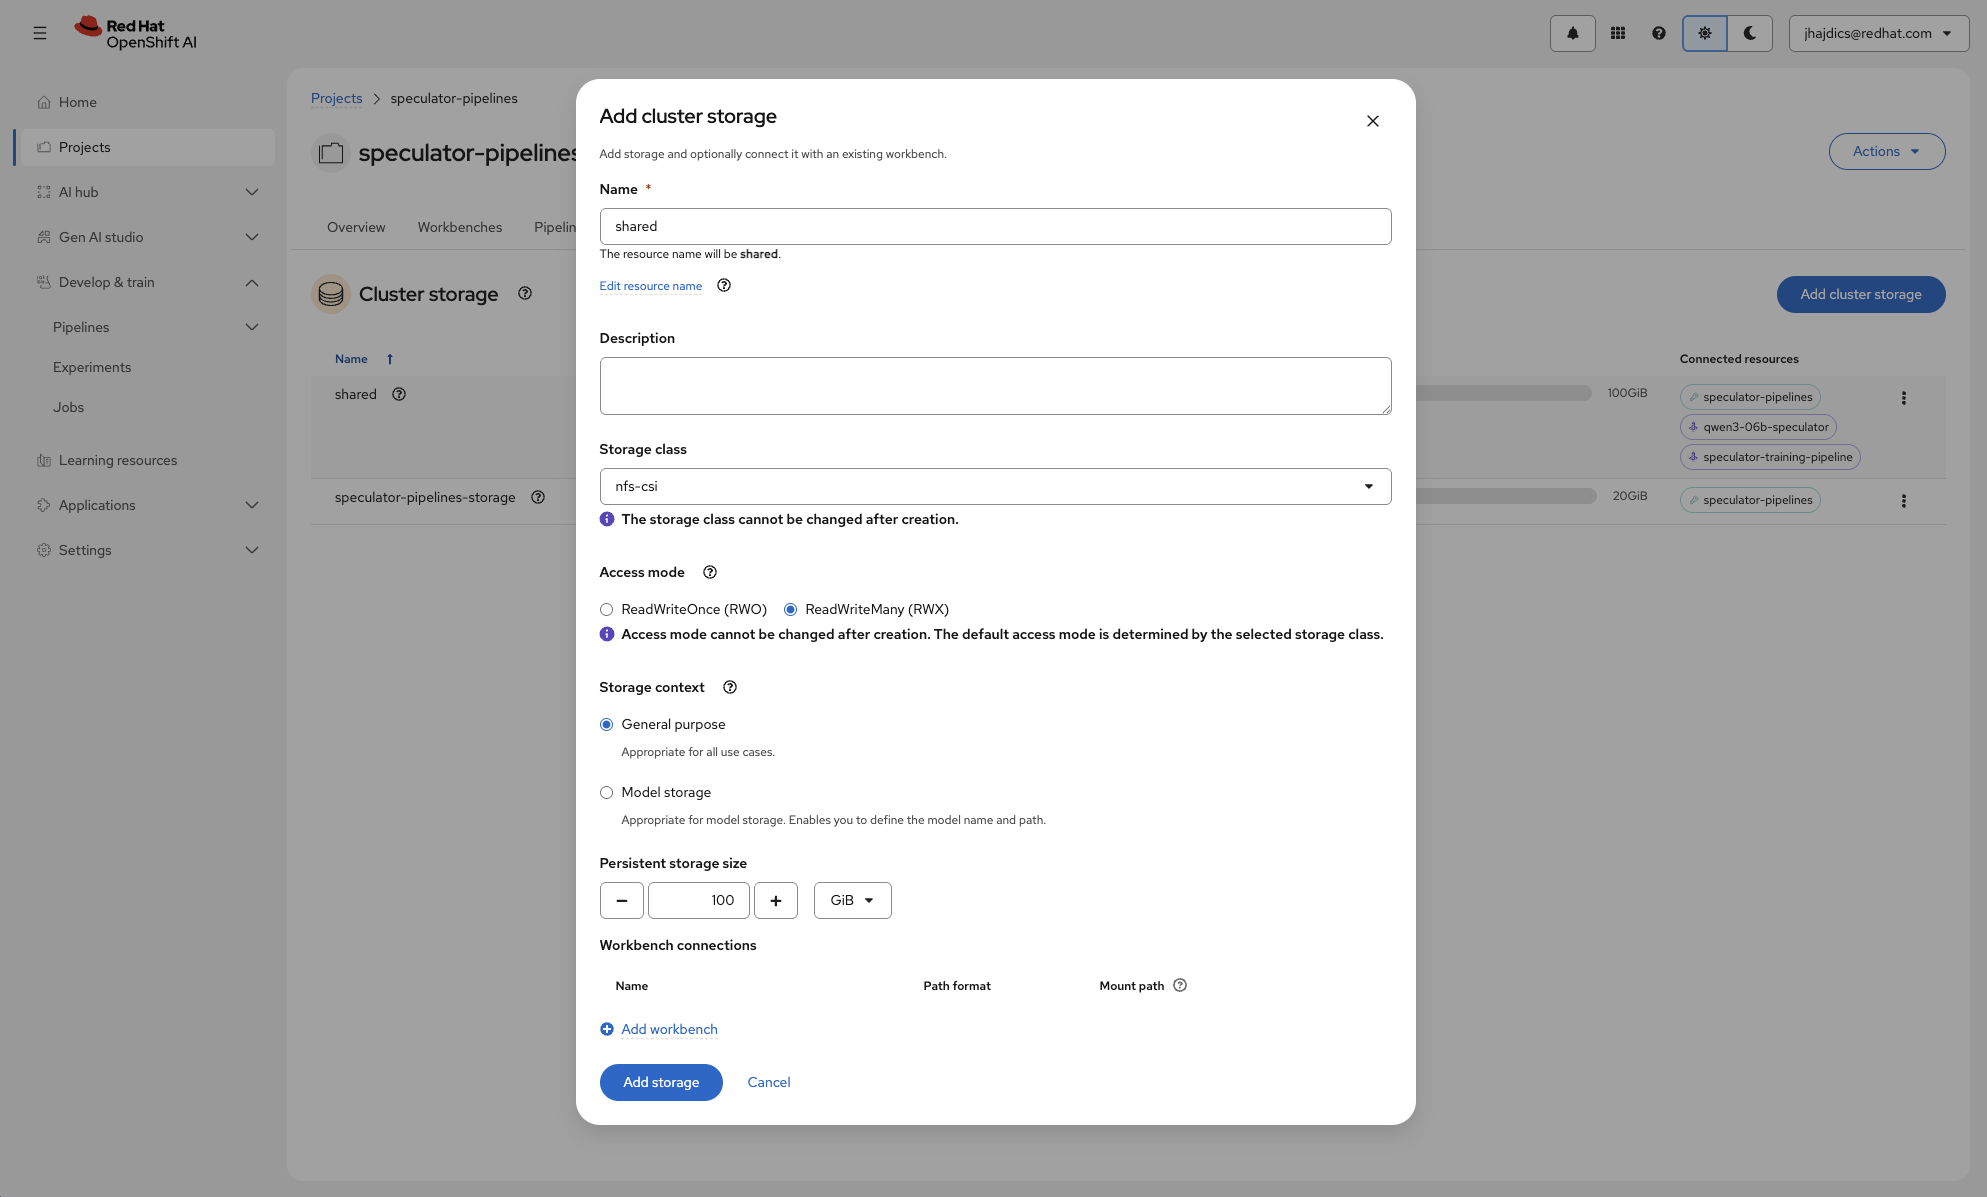 Red Hat
OpenShift AI
jhajdics@redhat.com
Home
Projects
AI hub
Gen AI studio
Develop & train
Pipelines
Experiments
Jobs
Learning resources
Applications
Settings
Projects > speculator-pipelines
speculator-pipelines
Actions
Overview Workbenches Pipelin
Cluster storage
Add cluster storage
Name
Connected resources
shared
100GiB
speculator-pipelines
qwen3-06b-speculator
speculator-training-pipeline
speculator-pipelines-storage
20GiB
speculator-pipelines
Add cluster storage
Add storage and optionally connect it with an existing workbench.
Name *
shared
The resource name will be shared.
Edit resource name
Description
Storage class
nfs-csi
The storage class cannot be changed after creation.
Access mode
ReadWriteOnce (RWO) ReadWriteMany (RWX)
Access mode cannot be changed after creation. The default access mode is determined by the selected storage class.
Storage context
General purpose
Appropriate for all use cases.
Model storage
Appropriate for model storage. Enables you to define the model name and path.
Persistent storage size
100 GiB
Workbench connections
Name Path format Mount path
Add workbench
Add storage Cancel